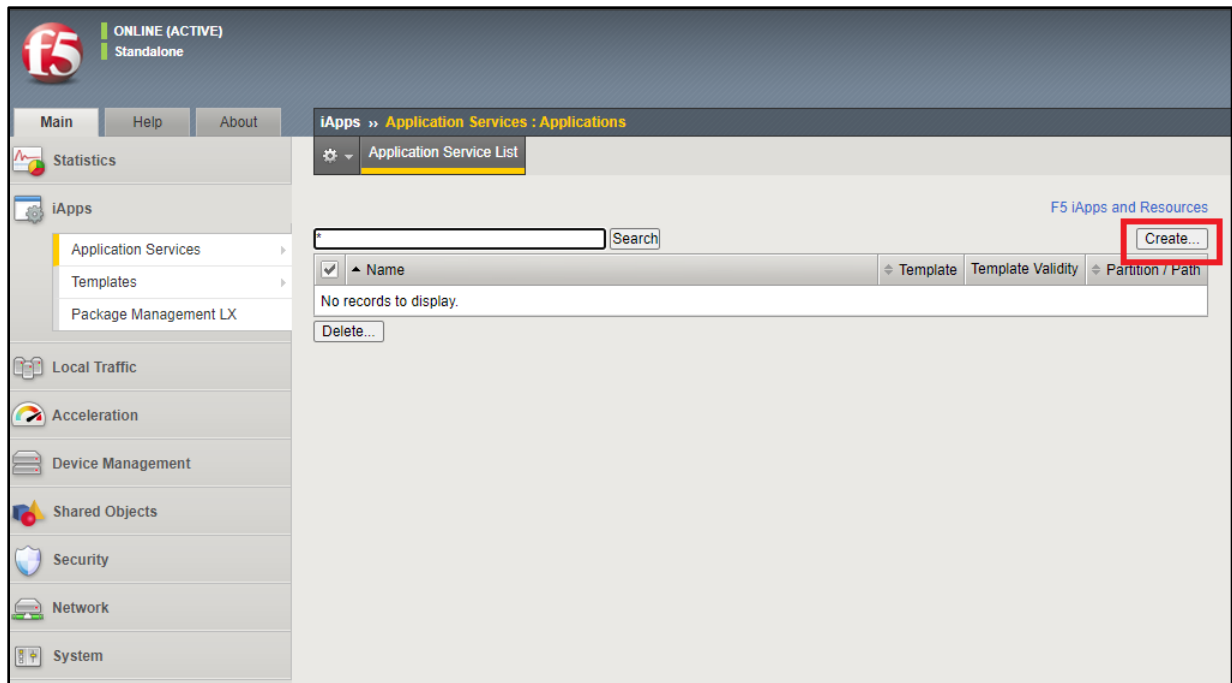 f5
ONLINE (ACTIVE)
Standalone
Main Help About
Statistics
iApps
Application Services
Templates
Package Management LX
Local Traffic
Acceleration
Device Management
Shared Objects
Security
Network
System
iApps ›› Application Services : Applications
Application Service List
F5 iApps and Resources
* Search Create...
Name Template Template Validity Partition / Path
No records to display.
Delete...